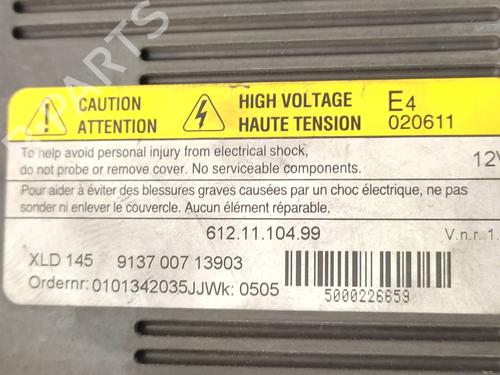 CAUTION
ATTENTION
HIGH VOLTAGE
HAUTE TENSION
E4
020611
To help avoid personal injury from electrical shock,
do not probe or remove cover. No serviceable components.
12V
Pour aider à éviter des blessures graves causées par un choc électrique, ne pas
sonder ni enlever le couvercle. Aucun élément réparable,
612.11.104.99
V.n.r. 1.
XLD 145 9137 007 13903
Ordernr: 0101342035JJWk: 0505
5000226659
PARTS